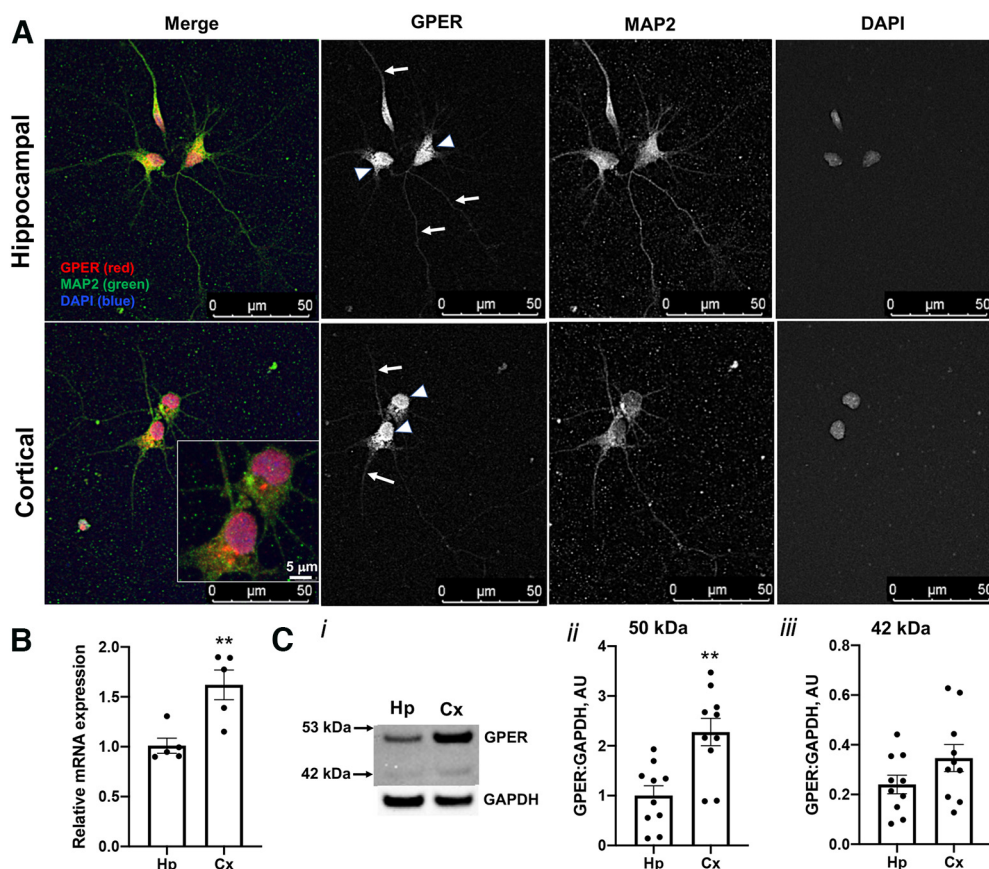 A
Merge GPER MAP2 DAPI
Hippocampal
GPER (red)
MAP2 (green)
DAPI (blue)
0 µm 50
0 µm 50
0 µm 50
0 µm 50
Cortical
5 µm
0 µm 50
0 µm 50
0 µm 50
0 µm 50
B
Relative mRNA expression
2.0
1.5
1.0
0.5
0.0
**
Hp Cx
C
i
Hp Cx
53 kDa
GPER
42 kDa
GAPDH
ii
50 kDa
GPER:GAPDH, AU
4
3
2
1
0
**
Hp Cx
iii
42 kDa
GPER:GAPDH, AU
0.8
0.6
0.4
0.2
0.0
Hp Cx